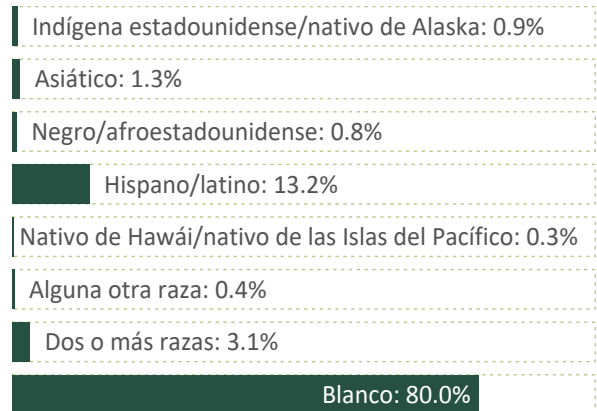 Indígena estadounidense/nativo de Alaska: 0.9%
Asiático: 1.3%
Negro/afroestadounidense: 0.8%
Hispano/latino: 13.2%
Nativo de Hawái/nativo de las Islas del Pacífico: 0.3%
Alguna otra raza: 0.4%
Dos o más razas: 3.1%
Blanco: 80.0%